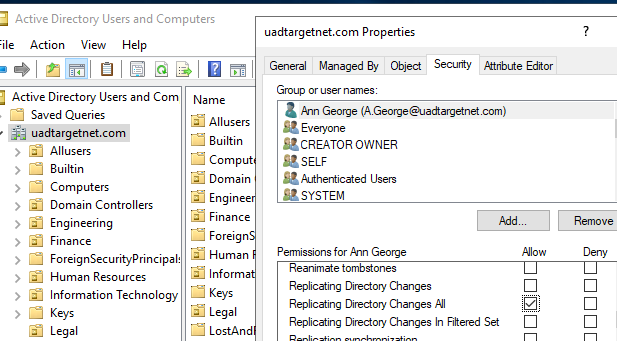 Active Directory Users and Computers
File Action View Help
Active Directory Users and Com
Saved Queries
uadtargetnet.com
Allusers
Builtin
Computers
Domain Controllers
Engineering
Finance
ForeignSecurityPrincipals
Human Resources
Information Technology
Keys
Legal
Name
Allusers
Builtin
Compute
Domain
Engineer
Finance
ForeignS
Human R
Informat
Keys
Legal
LostAndF
uadtargetnet.com Properties
?
General Managed By Object Security Attribute Editor
Group or user names:
Ann George (A.George@uadtargetnet.com)
Everyone
CREATOR OWNER
SELF
Authenticated Users
SYSTEM
Add... Remove
Permissions for Ann George Allow Deny
Reanimate tombstones
Replicating Directory Changes
Replicating Directory Changes All
Replicating Directory Changes In Filtered Set
Replication synchronization